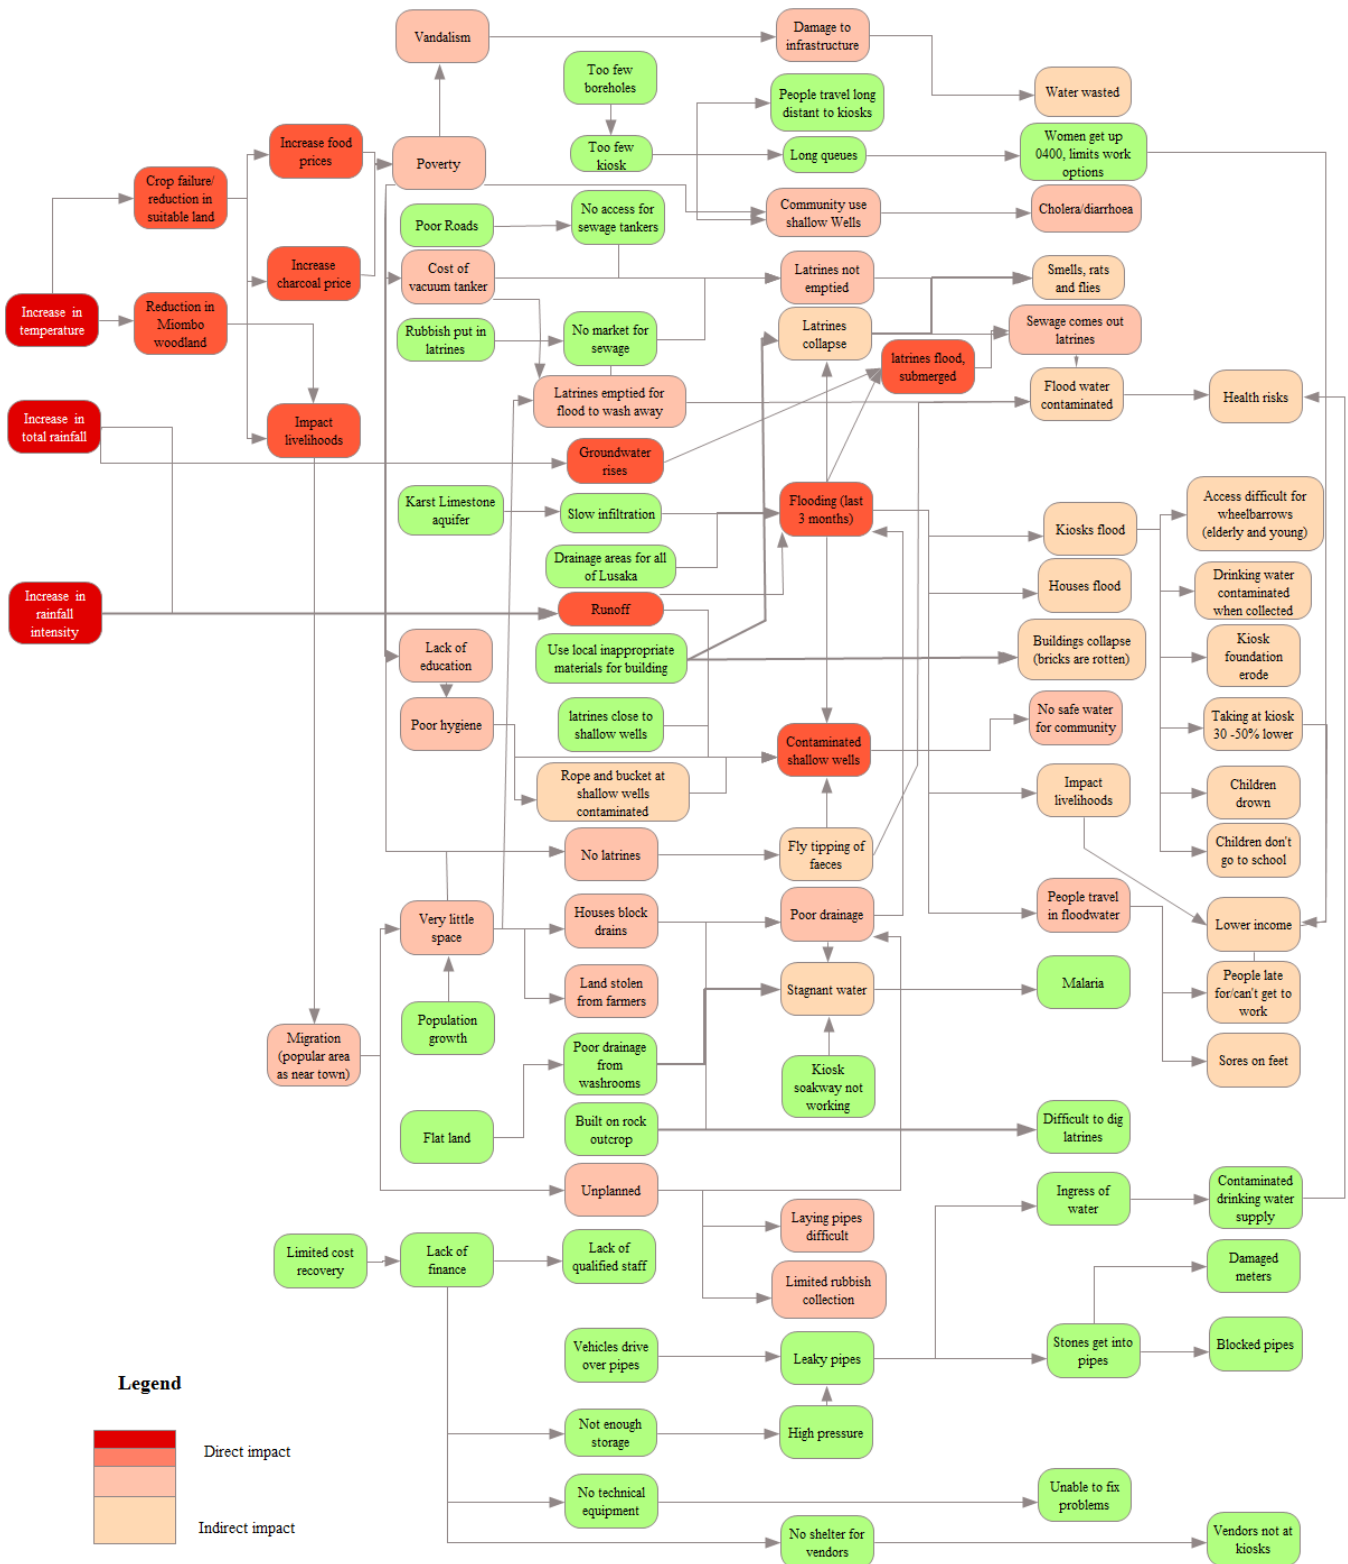 Vandalism
Damage to
infrastructure
Too few
boreholes
Water wasted
People travel long
distant to kiosks
Increase food
prices
Too few
kiosk
Long queues
Women get up
0400, limits work
options
Poverty
Crop failure/
reduction in
suitable land
Poor Roads
No access for
sewage tankers
Community use
shallow Wells
Cholera/diarrhoea
Increase
charcoal price
Cost of
vacuum tanker
Latrines not
emptied
Smells, rats
and flies
Increase in
temperature
Reduction in
Miombo
woodland
Rubbish put in
latrines
No market for
sewage
Latrines
collapse
Sewage comes out
latrines
latrines flood,
submerged
Latrines emptied for
flood to wash away
Flood water
contaminated
Health risks
Increase in
total rainfall
Impact
livelihoods
Groundwater
rises
Karst Limestone
aquifer
Slow infiltration
Flooding (last
3 months)
Kiosks flood
Access difficult for
wheelbarrows
(elderly and young)
Drainage areas for all
of Lusaka
Houses flood
Drinking water
contaminated
when collected
Increase in
rainfall
intensity
Runoff
Lack of
education
Use local inappropriate
materials for building
Buildings collapse
(bricks are rotten)
Kiosk
foundation
erode
Poor hygiene
latrines close to
shallow wells
Contaminated
shallow wells
No safe water
for community
Taking at kiosk
30 -50% lower
Rope and bucket at
shallow wells
contaminated
Impact
livelihoods
Children
drown
No latrines
Fly tipping of
faeces
Children don't
go to school
Very little
space
Houses block
drains
Poor drainage
People travel
in floodwater
Lower income
Land stolen
from farmers
Stagnant water
Malaria
People late
for/can't get to
work
Population
growth
Migration
(popular area
as near town)
Poor drainage
from
washrooms
Kiosk
soakway not
working
Sores on feet
Flat land
Built on rock
outcrop
Difficult to dig
latrines
Unplanned
Laying pipes
difficult
Ingress of
water
Contaminated
drinking water
supply
Limited cost
recovery
Lack of
finance
Lack of
qualified staff
Limited rubbish
collection
Damaged
meters
Vehicles drive
over pipes
Leaky pipes
Stones get into
pipes
Blocked pipes
Legend
Direct impact
Indirect impact
Not enough
storage
High pressure
No technical
equipment
Unable to fix
problems
No shelter for
vendors
Vendors not at
kiosks